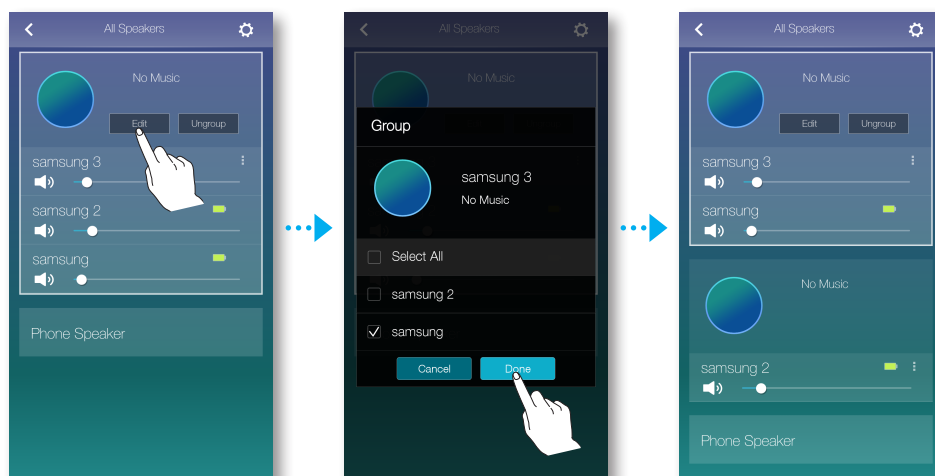 All Speakers
No Music
Edit Ungroup
samsung 3
samsung 2
samsung
Phone Speaker
All Speakers
No Music
Group
samsung 3
No Music
Select All
samsung 2
samsung
Cancel Done
All Speakers
No Music
Edit Ungroup
samsung 3
samsung
No Music
samsung 2
Phone Speaker